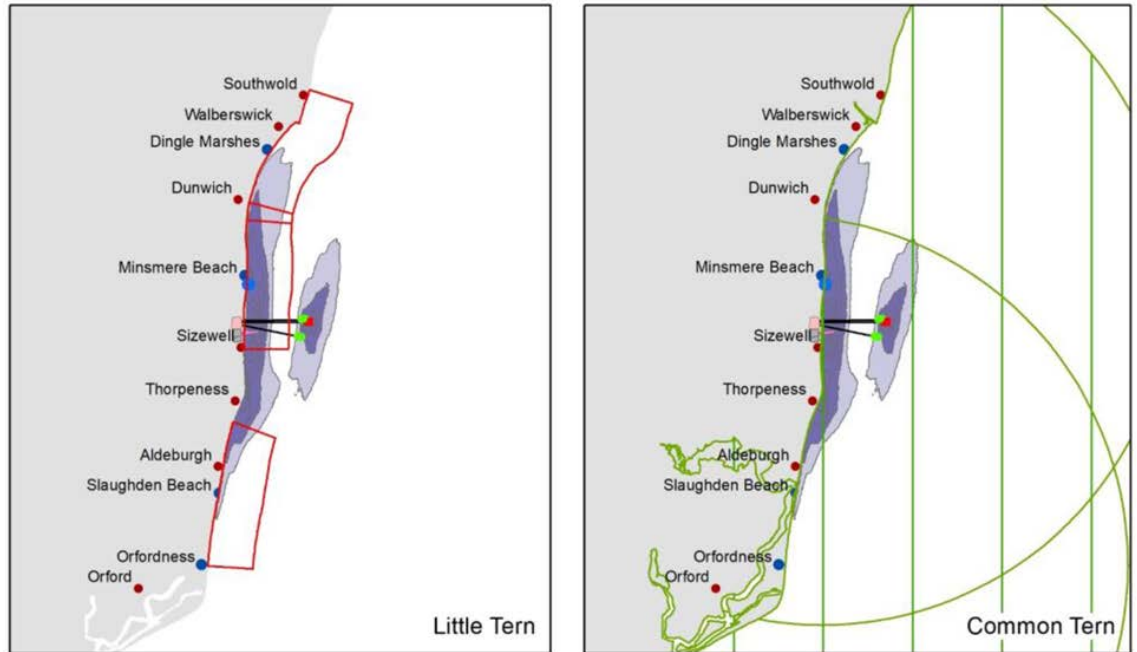 Southwold
Walberswick
Dingle Marshes
Dunwich
Minsmere Beach
Sizewell
Thorpeness
Aldeburgh
Slaughden Beach
Orfordness
Orford
Little Tern
Southwold
Walberswick
Dingle Marshes
Dunwich
Minsmere Beach
Sizewell
Thorpeness
Aldeburgh
Slaughden Beach
Orfordness
Orford
Common Tern